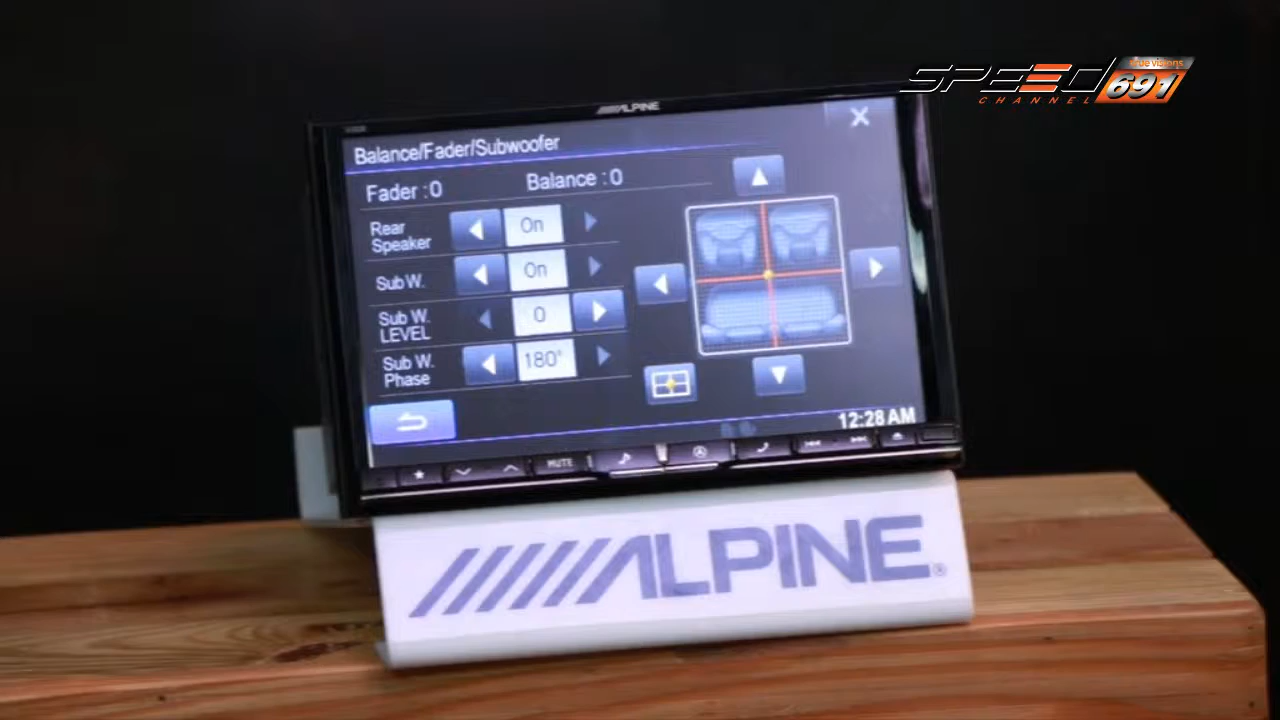 SPEED
CHANNEL
true visions
691
ALPINE
Balance/Fader/Subwoofer
Fader : 0
Balance : 0
Rear
Speaker
On
Sub W.
On
Sub W.
LEVEL
0
Sub W.
Phase
180°
12:28 AM
MUTE
ALPINE®